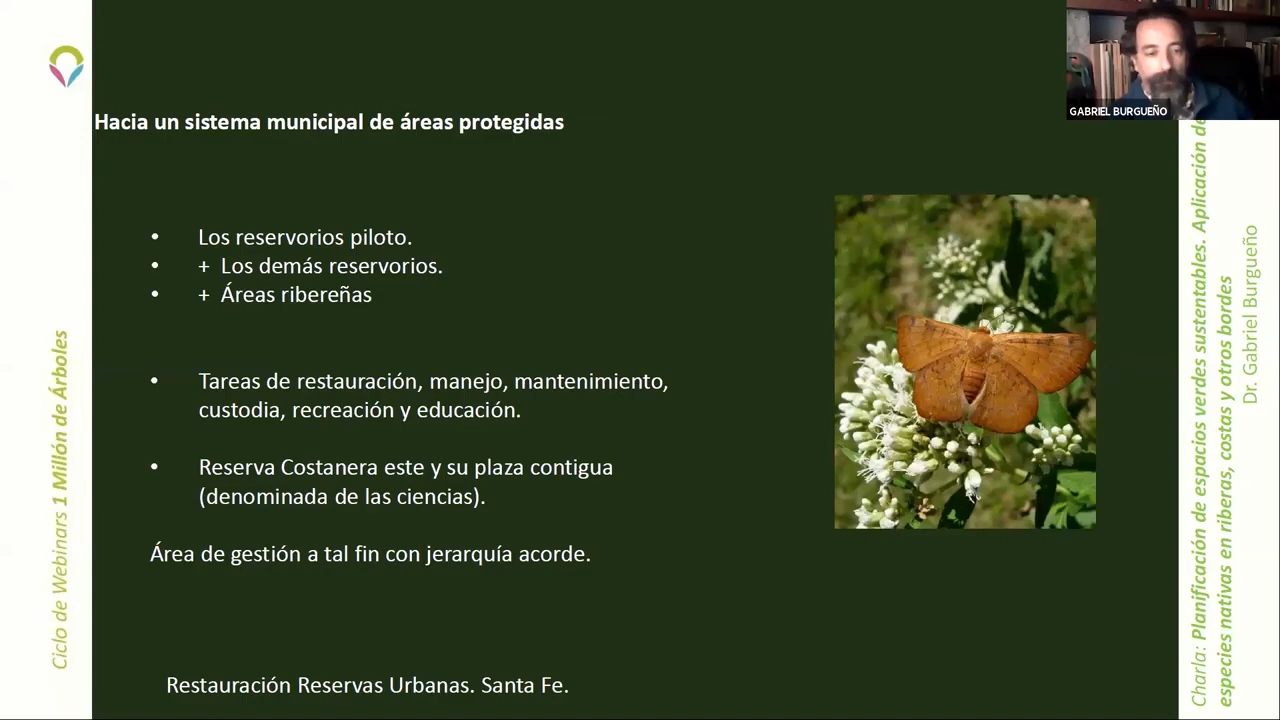 Hacia un sistema municipal de áreas protegidas
• Los reservorios piloto.
• + Los demás reservorios.
• + Áreas ribereñas
• Tareas de restauración, manejo, mantenimiento,
custodia, recreación y educación.
• Reserva Costanera este y su plaza contigua
(denominada de las ciencias).
Área de gestión a tal fin con jerarquía acorde.
Restauración Reservas Urbanas. Santa Fe.
Ciclo de Webinars 1 Millón de Árboles
GABRIEL BURGUEÑO
Charla: Planificación de espacios verdes sustentables. Aplicación de
especies nativas en riberas, costas y otros bordes
Dr. Gabriel Burgueño